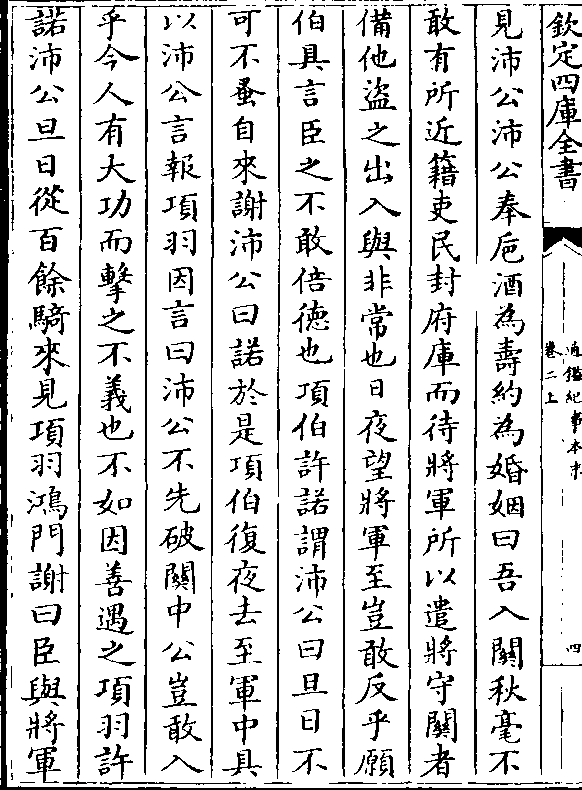 欽定四庫全書
通鑑紀事本末
卷二上
四
見沛公沛公奉卮酒為壽約為婚姻曰吾入關秋毫不
敢有所近籍吏民封府庫而待將軍所以遣將守關者
備他盜之出入與非常也日夜望將軍至豈敢反乎願
伯具言臣之不敢倍徳也項伯許諾謂沛公曰旦日不
可不蚤自來謝沛公曰諾於是項伯復夜去至軍中具
以沛公言報項羽因言曰沛公不先破關中公豈敢入
乎今人有大功而擊之不義也不如因善遇之項羽許
諾沛公旦日從百餘騎來見項羽鴻門謝曰臣與將軍